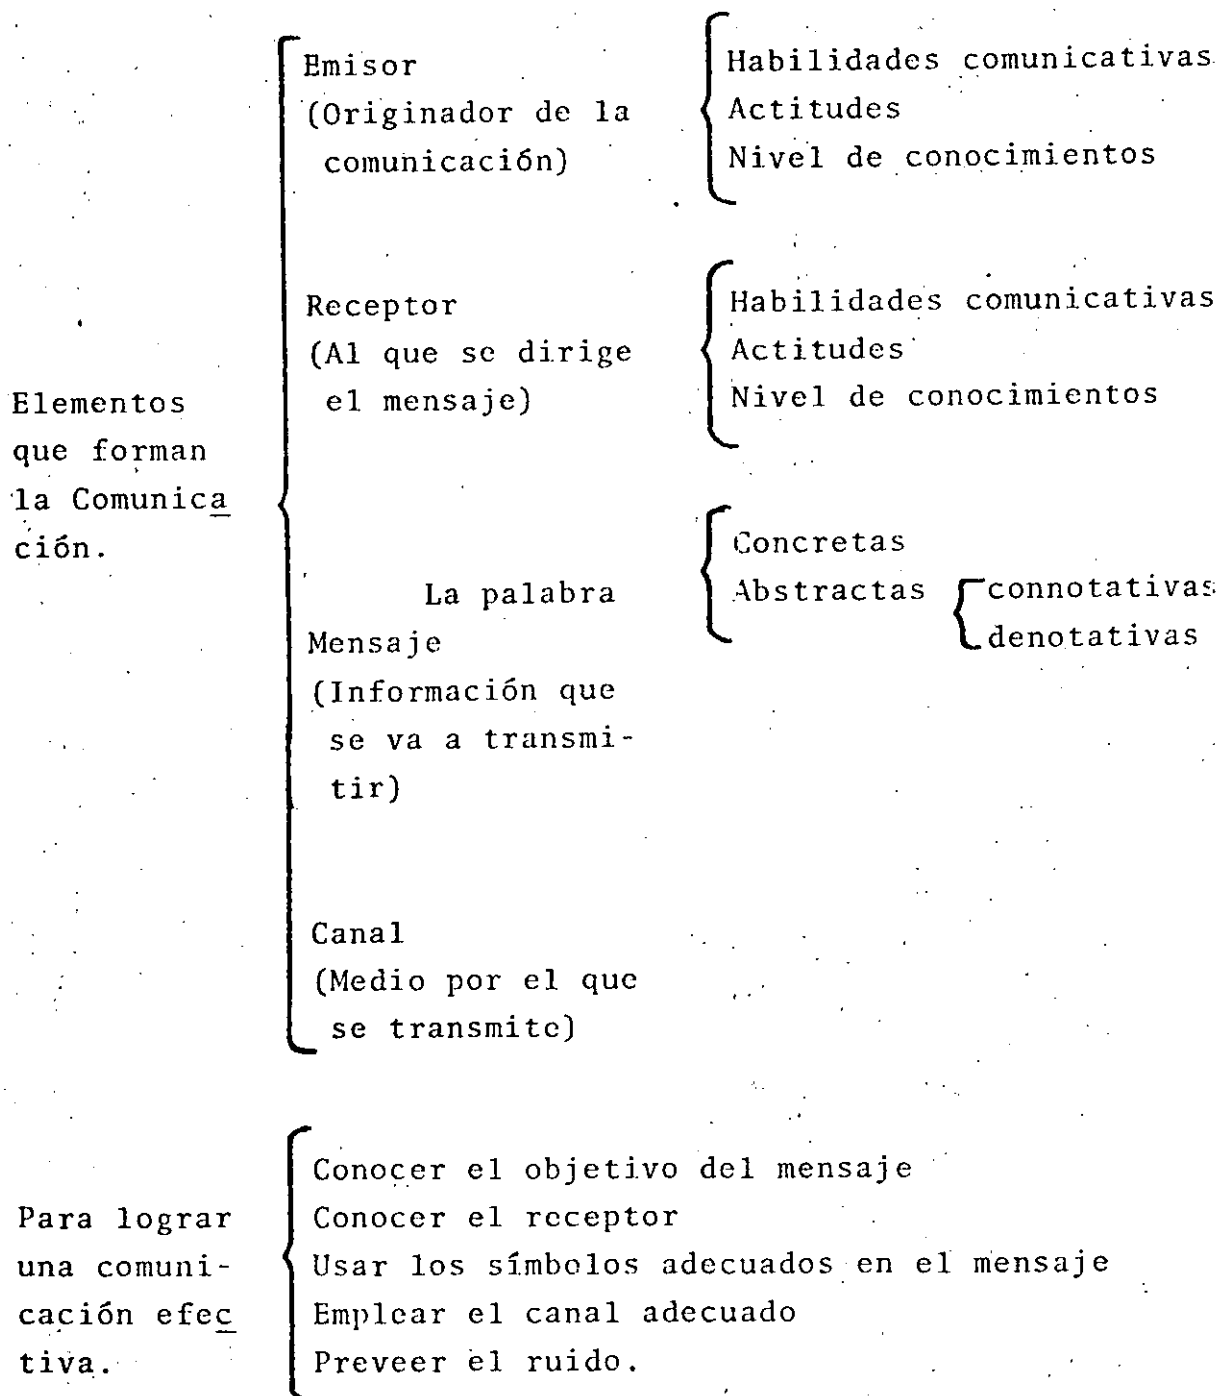 Elementos
que forman
la Comunica
ción.
Emisor
(Originador de la
comunicación)
Habilidades comunicativas
Actitudes
Nivel de conocimientos
Receptor
(Al que se dirige
el mensaje)
Habilidades comunicativas
Actitudes
Nivel de conocimientos
La palabra
Mensaje
(Información que
se va a transmi-
tir)
Concretas
Abstractas
connotativas
denotativas
Canal
(Medio por el que
se transmite)
Para lograr
una comuni-
cación efec
tiva.
Conocer el objetivo del mensaje
Conocer el receptor
Usar los símbolos adecuados en el mensaje
Emplear el canal adecuado
Preveer el ruido.